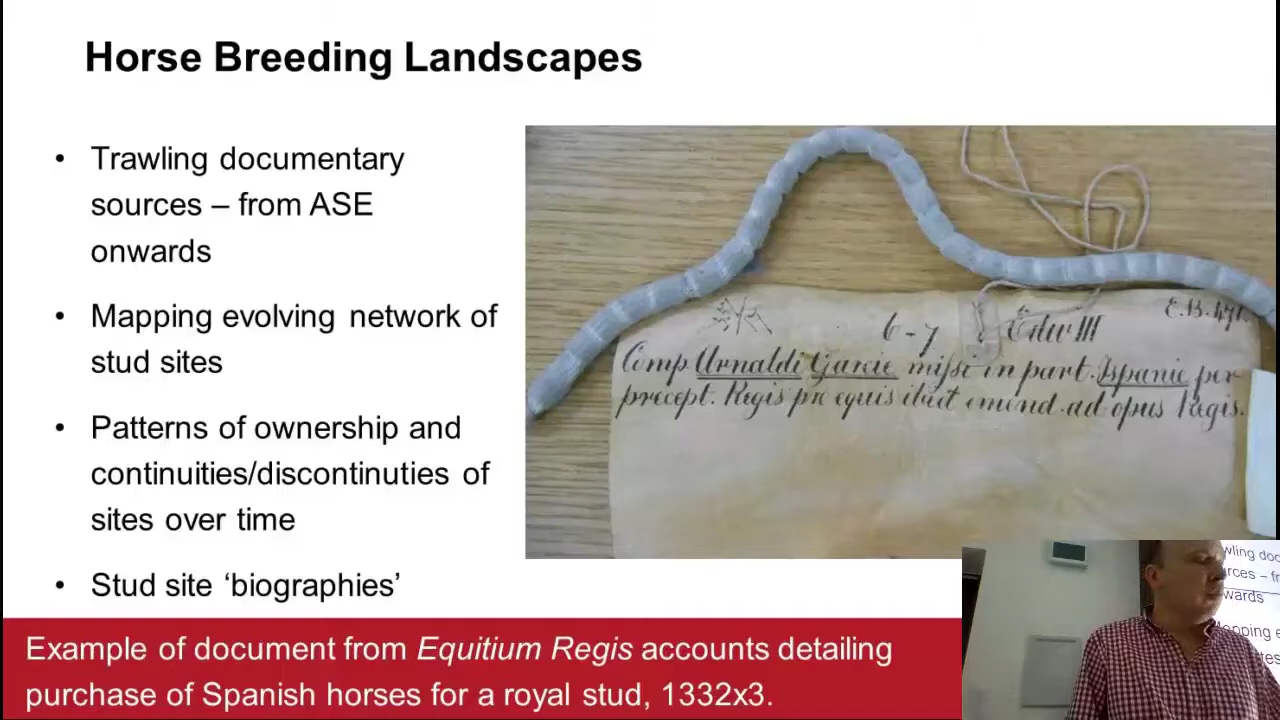 Horse Breeding Landscapes
• Trawling documentary
sources – from ASE
onwards
• Mapping evolving network of
stud sites
• Patterns of ownership and
continuities/discontinuties of
sites over time
• Stud site ‘biographies’
6-7 Edw III
Comp. Arnaldi Garcie misse in part. Ispanie per
precept. Regis pro equis ibid emend. ad opus Regis.
Example of document from Equitium Regis accounts detailing
purchase of Spanish horses for a royal stud, 1332x3.